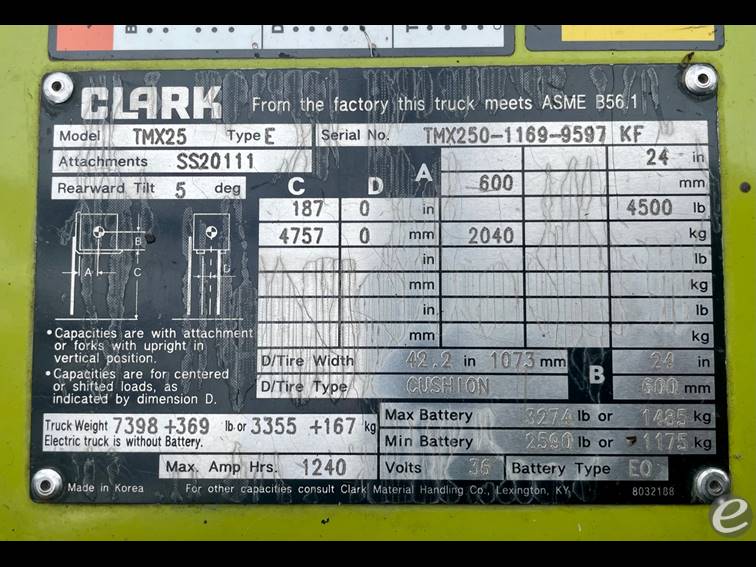 CLARK From the factory this truck meets ASME B56.1
Model TMX25 Type E Serial No. TMX250-1169-9597 KF
Attachments SS20111 A 24 in
Rearward Tilt 5 deg C D 600 mm
187 0 in 4500 lb
4757 0 mm 2040 kg
in lb
mm kg
in lb
mm kg
A B C D
•Capacities are with attachment
or forks with upright in
vertical position.
•Capacities are for centered
or shifted loads, as
indicated by dimension D.
D/Tire Width 42.2 in 1073 mm B 24 in
D/Tire Type CUSHION 600 mm
Truck Weight 7398 +369 lb or 3355 +167 kg
Electric truck is without Battery.
Max Battery 3274 lb or 1485 kg
Min Battery 2590 lb or 1175 kg
Max. Amp Hrs. 1240 Volts 36 Battery Type EO
Made in Korea For other capacities consult Clark Material Handling Co., Lexington, KY. 8032188
e